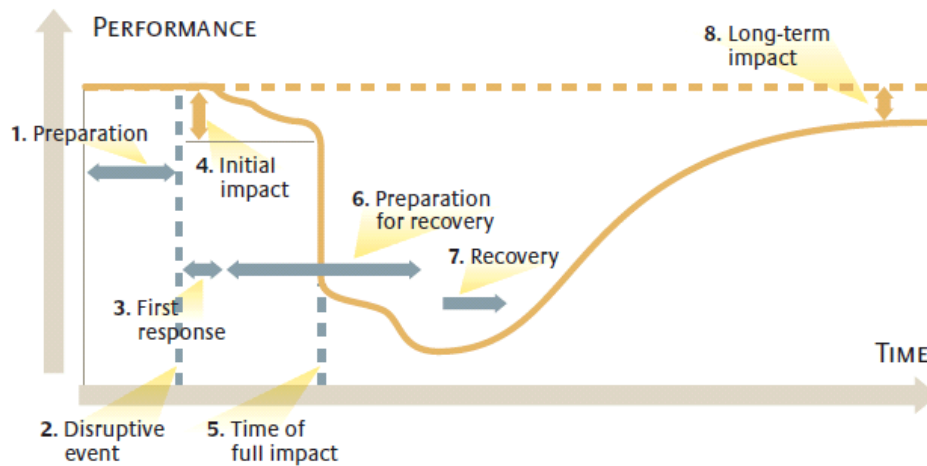 PERFORMANCE
8. Long-term
impact
1. Preparation
4. Initial
impact
6. Preparation
for recovery
7. Recovery
3. First
response
TIME
2. Disruptive
event
5. Time of
full impact